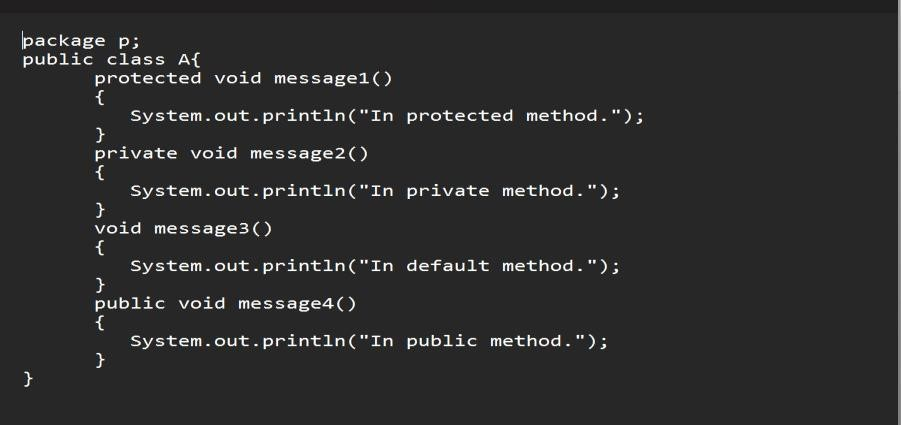 package p;
public class A{
protected void message1()
{
System.out.println("In protected method.");
}
private void message2()
{
System.out.println("In private method.");
}
void message3()
{
System.out.println("In default method.");
}
public void message4()
{
System.out.println("In public method.");
}
}